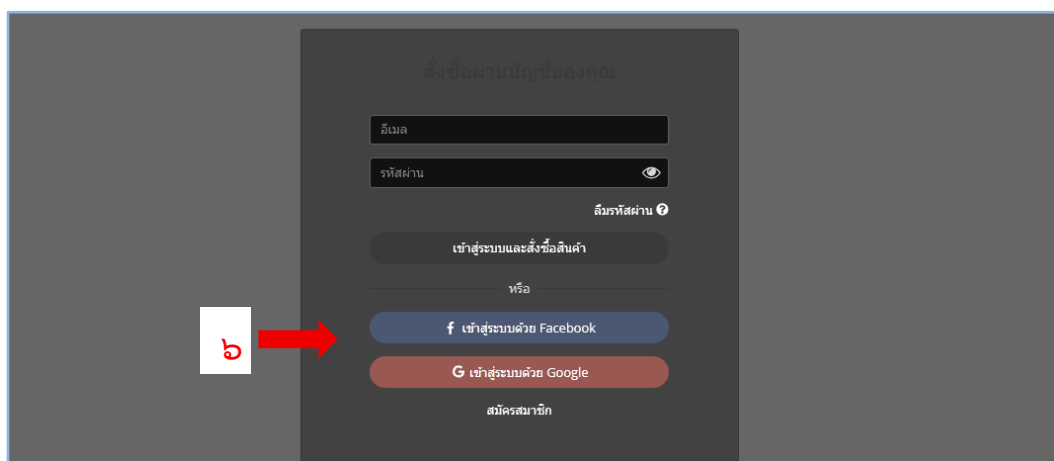 สั่งซื้อผ่านบัญชีของคุณ
อีเมล
รหัสผ่าน
ลืมรหัสผ่าน ?
เข้าสู่ระบบและสั่งซื้อสินค้า
หรือ
f เข้าสู่ระบบด้วย Facebook
๖
G เข้าสู่ระบบด้วย Google
สมัครสมาชิก